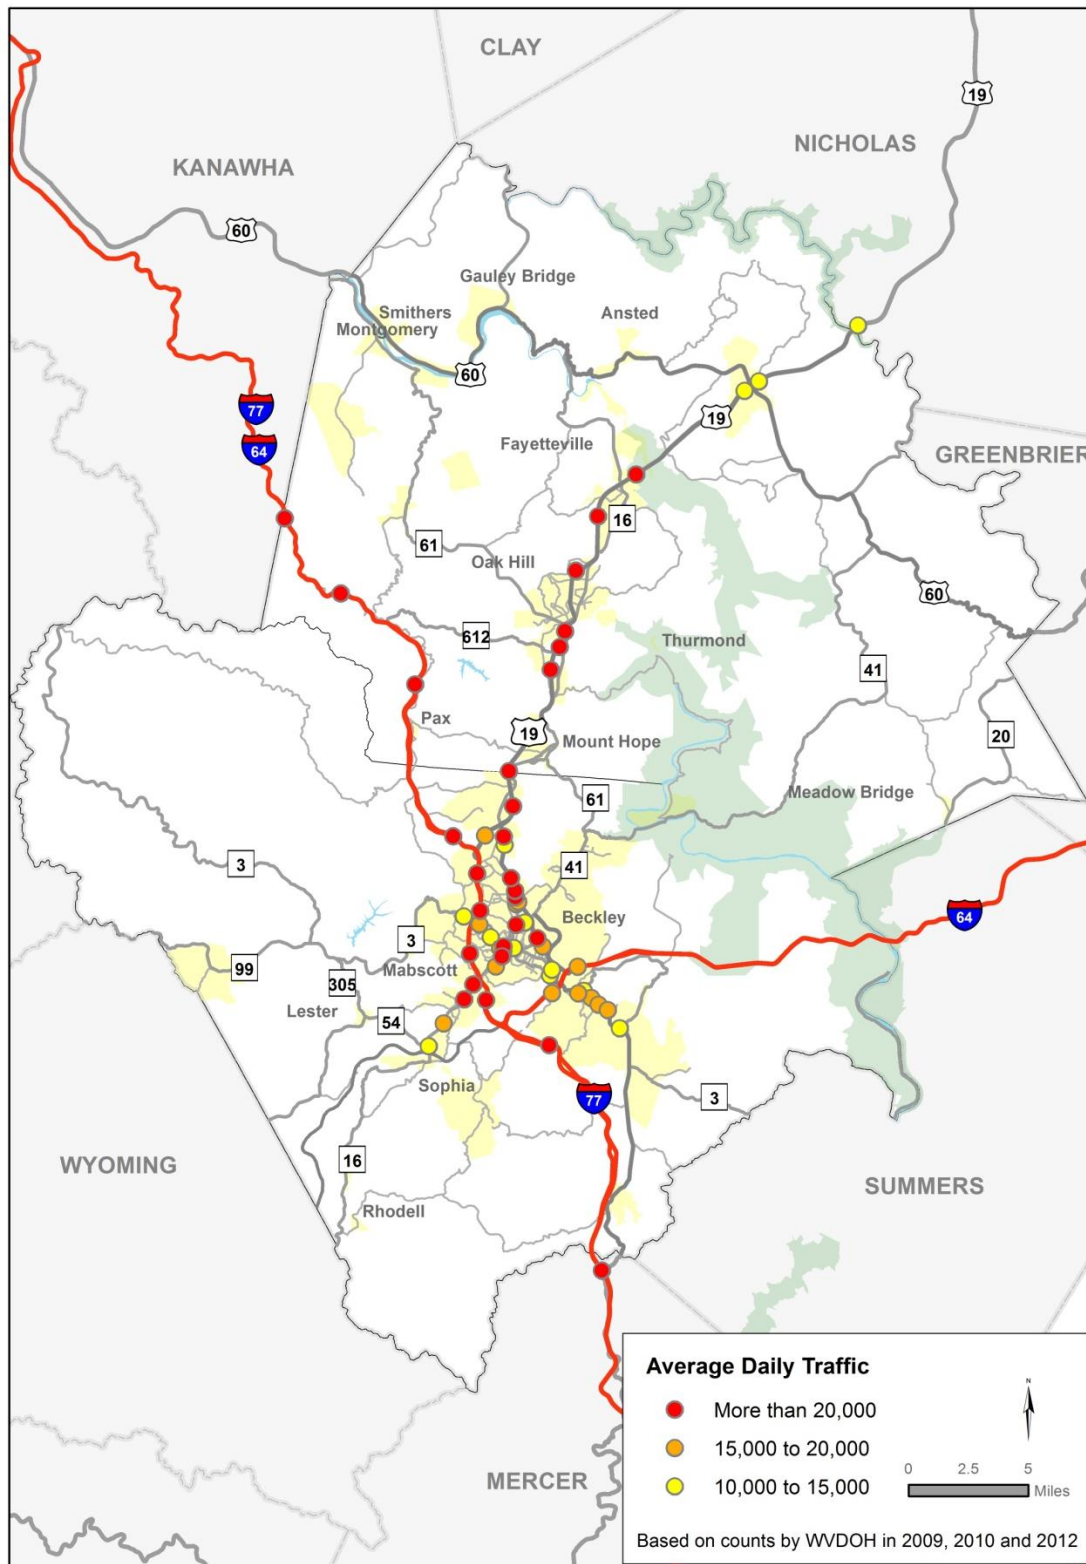 CLAY
19
NICHOLAS
KANAWHA
60
Gauley Bridge
Smithers
Ansted
Montgomery
60
77
19
Fayetteville
64
GREENBRIER
16
61
Oak Hill
60
612
Thurmond
41
Pax
19
20
Mount Hope
Meadow Bridge
61
3
41
64
Beckley
3
99
Mabscott
305
Lester
54
Sophia
77
3
16
WYOMING
SUMMERS
Rhodell
MERCER
Average Daily Traffic
More than 20,000
15,000 to 20,000
10,000 to 15,000
N
0 2.5 5
Miles
Based on counts by WVDOH in 2009, 2010 and 2012